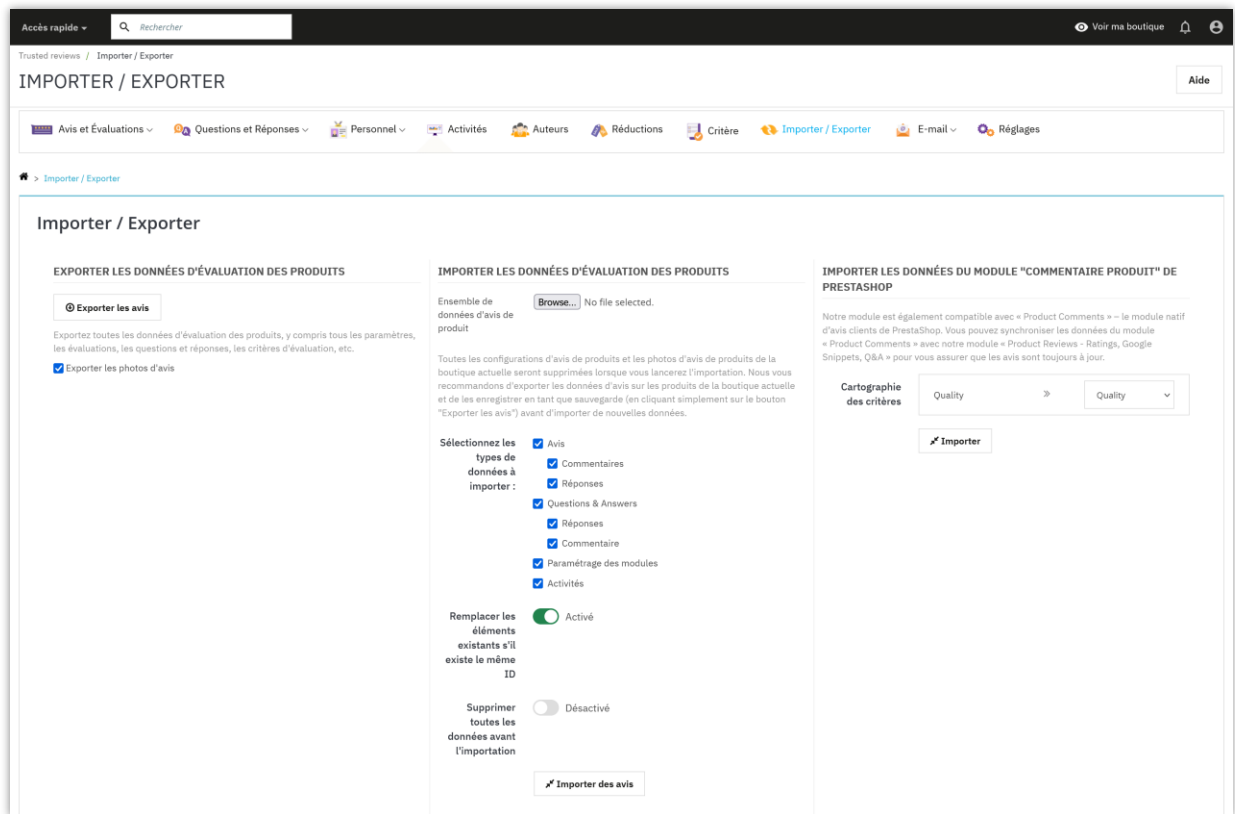 Accès rapide
Rechercher
Voir ma boutique
Trusted reviews / Importer / Exporter
IMPORTER / EXPORTER
Aide
Avis et Évaluations
Questions et Réponses
Personnel
Activités
Auteurs
Réductions
Critère
Importer / Exporter
E-mail
Réglages
> Importer / Exporter
Importer / Exporter
EXPORTER LES DONNÉES D'ÉVALUATION DES PRODUITS
Exporter les avis
Exportez toutes les données d'évaluation des produits, y compris tous les paramètres,
les évaluations, les questions et réponses, les critères d'évaluation, etc.
Exporter les photos d'avis
IMPORTER LES DONNÉES D'ÉVALUATION DES PRODUITS
Ensemble de
données d'avis de
produit
Browse... No file selected.
Toutes les configurations d'avis de produits et les photos d'avis de produits de la
boutique actuelle seront supprimées lorsque vous lancerez l'importation. Nous vous
recommandons d'exporter les données d'avis sur les produits de la boutique actuelle
et de les enregistrer en tant que sauvegarde (en cliquant simplement sur le bouton
"Exporter les avis") avant d'importer de nouvelles données.
Sélectionnez les
types de
données à
importer :
Avis
Commentaires
Réponses
Questions & Answers
Réponses
Commentaire
Paramétrage des modules
Activités
Remplacer les
éléments
existants s'il
existe le même
ID
Activé
Supprimer
toutes les
données avant
l'importation
Désactivé
Importer des avis
IMPORTER LES DONNÉES DU MODULE "COMMENTAIRE PRODUIT" DE
PRESTASHOP
Notre module est également compatible avec « Product Comments » – le module natif
d'avis clients de PrestaShop. Vous pouvez synchroniser les données du module
« Product Comments » avec notre module « Product Reviews - Ratings, Google
Snippets, Q&A » pour vous assurer que les avis sont toujours à jour.
Cartographie
des critères
Quality » Quality
Importer